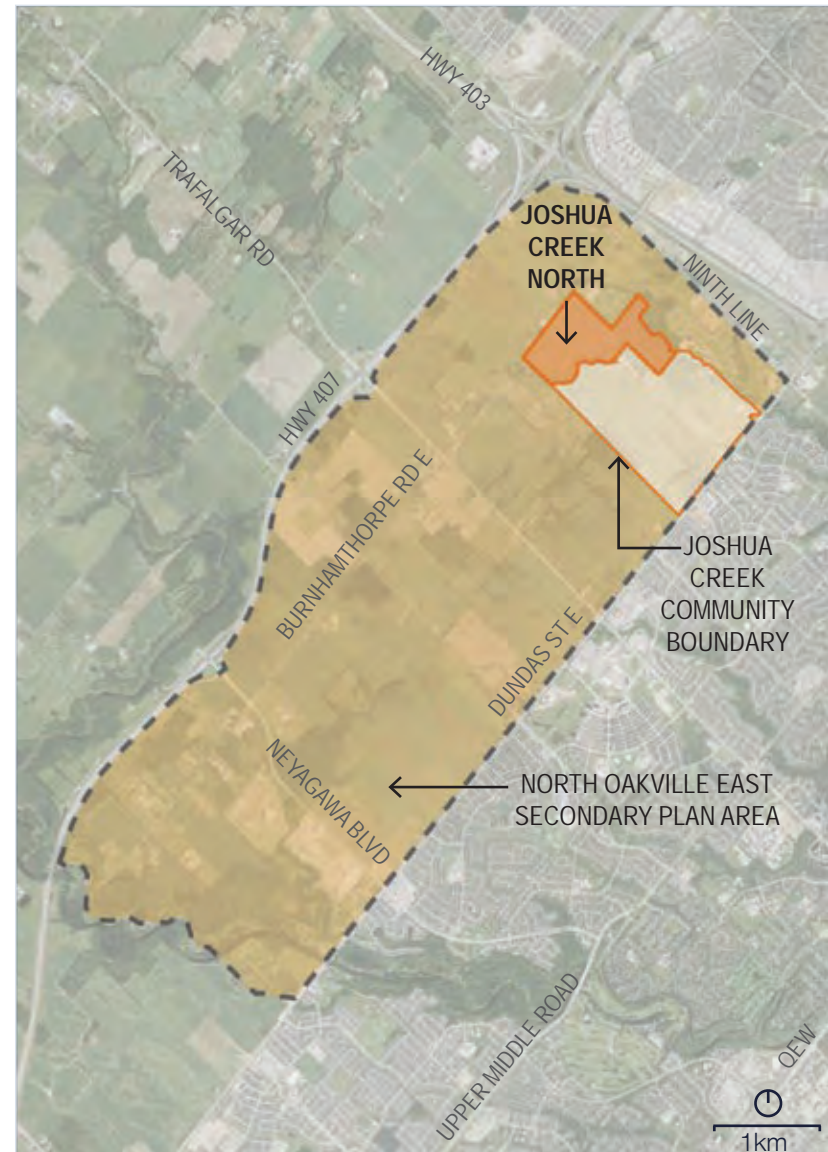 HWY 403
TRAFALGAR RD
JOSHUA
CREEK
NORTH
NINTH LINE
HWY 407
BURNHAMTHORPE RD E
JOSHUA
CREEK
COMMUNITY
BOUNDARY
DUNDAS ST E
NEYAGAWA BLVD
NORTH OAKVILLE EAST
SECONDARY PLAN AREA
UPPER MIDDLE ROAD
QEW
1km